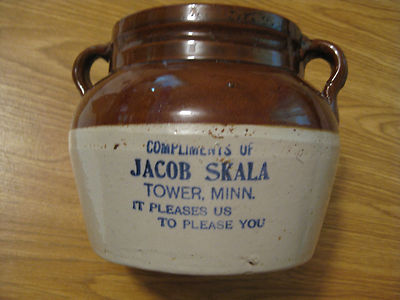 COMPLIMENTS OF
JACOB SKALA
TOWER, MINN.
IT PLEASES US
TO PLEASE YOU